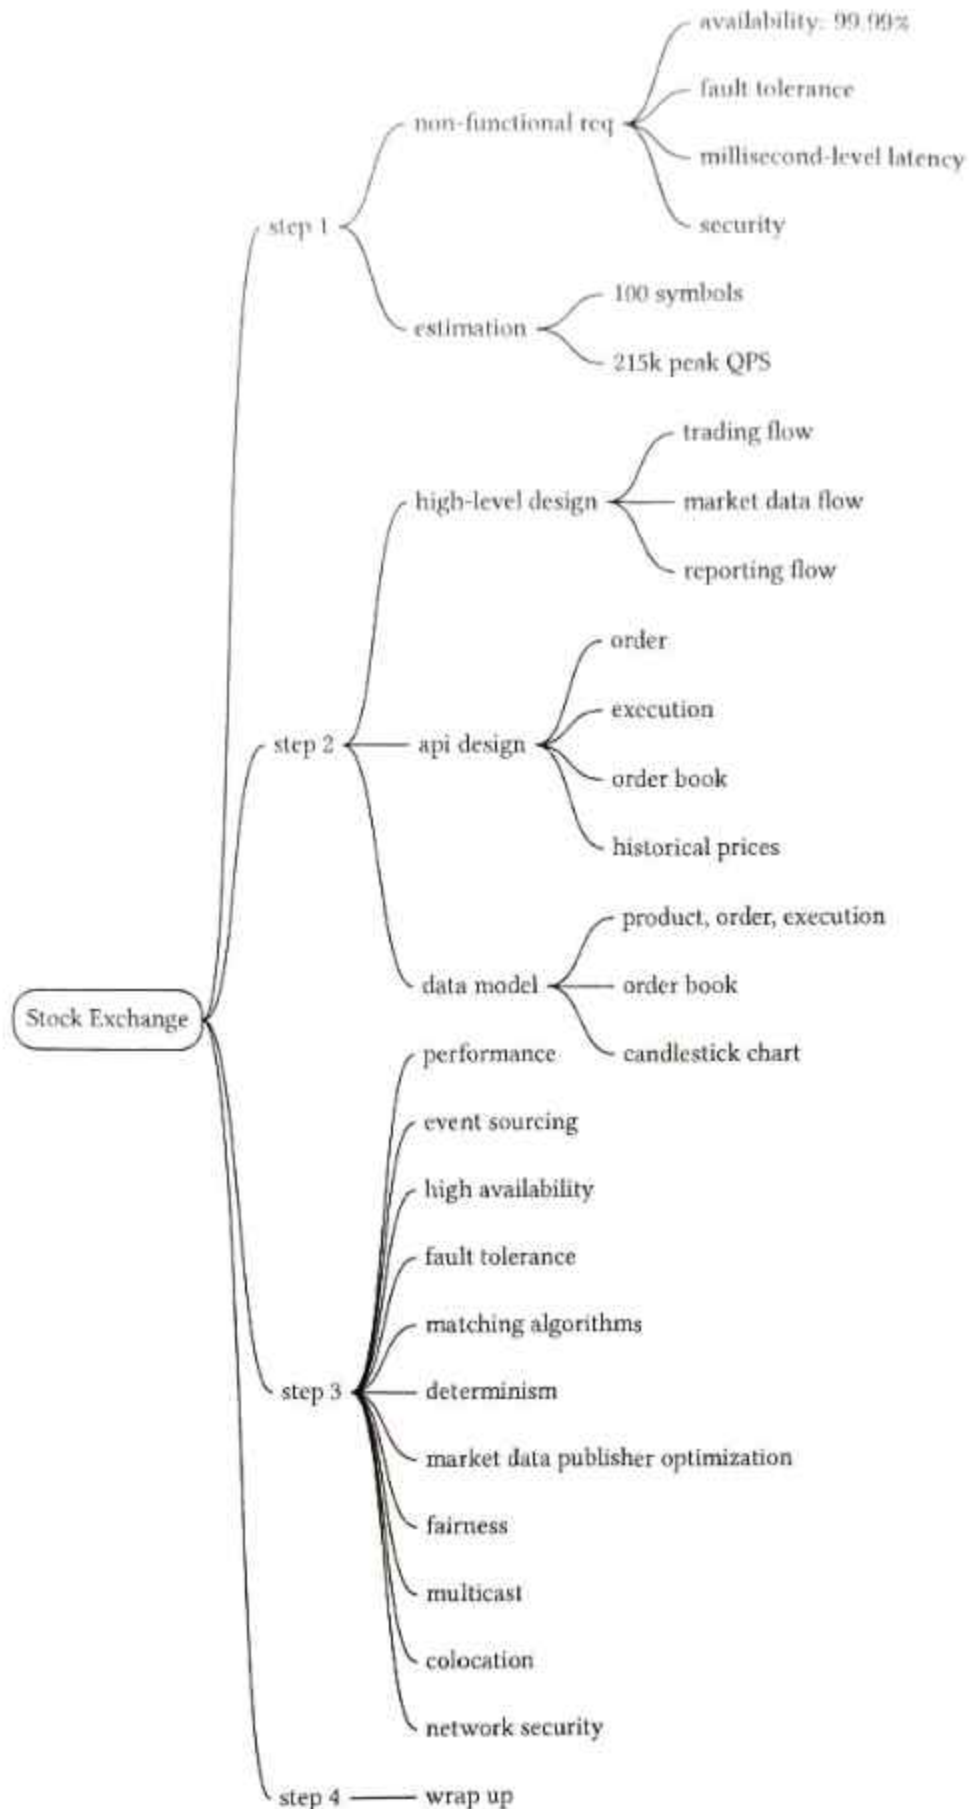 availability: 99.99%
fault tolerance
non-functional req
millisecond-level latency
step 1
security
100 symbols
estimation
215k peak QPS
trading flow
high-level design
market data flow
reporting flow
order
execution
step 2
api design
order book
historical prices
product, order, execution
data model
order book
Stock Exchange
performance
candlestick chart
event sourcing
high availability
fault tolerance
matching algorithms
step 3
determinism
market data publisher optimization
fairness
multicast
colocation
network security
step 4
wrap up